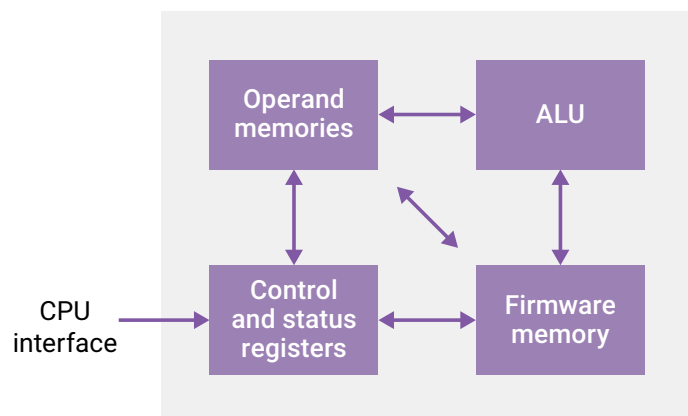 Operand
memories
ALU
CPU
interface
Control
and status
registers
Firmware
memory